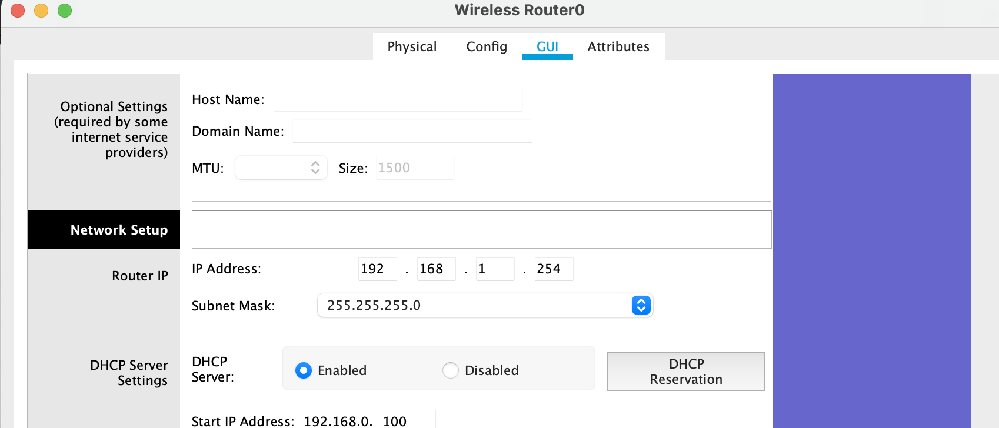 Wireless Router0
Physical Config GUI Attributes
Optional Settings
(required by some
internet service
providers)
Host Name:
Domain Name:
MTU: Size: 1500
Network Setup
Router IP
IP Address: 192 . 168 . 1 . 254
Subnet Mask: 255.255.255.0
DHCP Server
Settings
DHCP
Server:
Enabled Disabled
DHCP
Reservation
Start IP Address: 192.168.0. 100